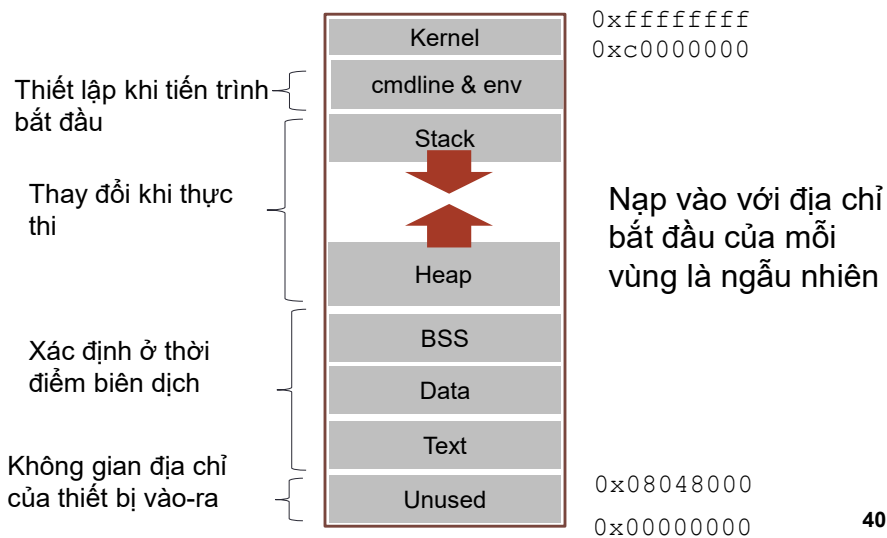 0xffffffff
Kernel
0xc0000000
cmdline & env
Thiết lập khi tiến trình
bắt đầu
Stack
Thay đổi khi thực
thi
Nạp vào với địa chỉ
bắt đầu của mỗi
vùng là ngẫu nhiên
Heap
BSS
Xác định ở thời
điểm biên dịch
Data
Text
Không gian địa chỉ
của thiết bị vào-ra
Unused
0x08048000
0x00000000
40